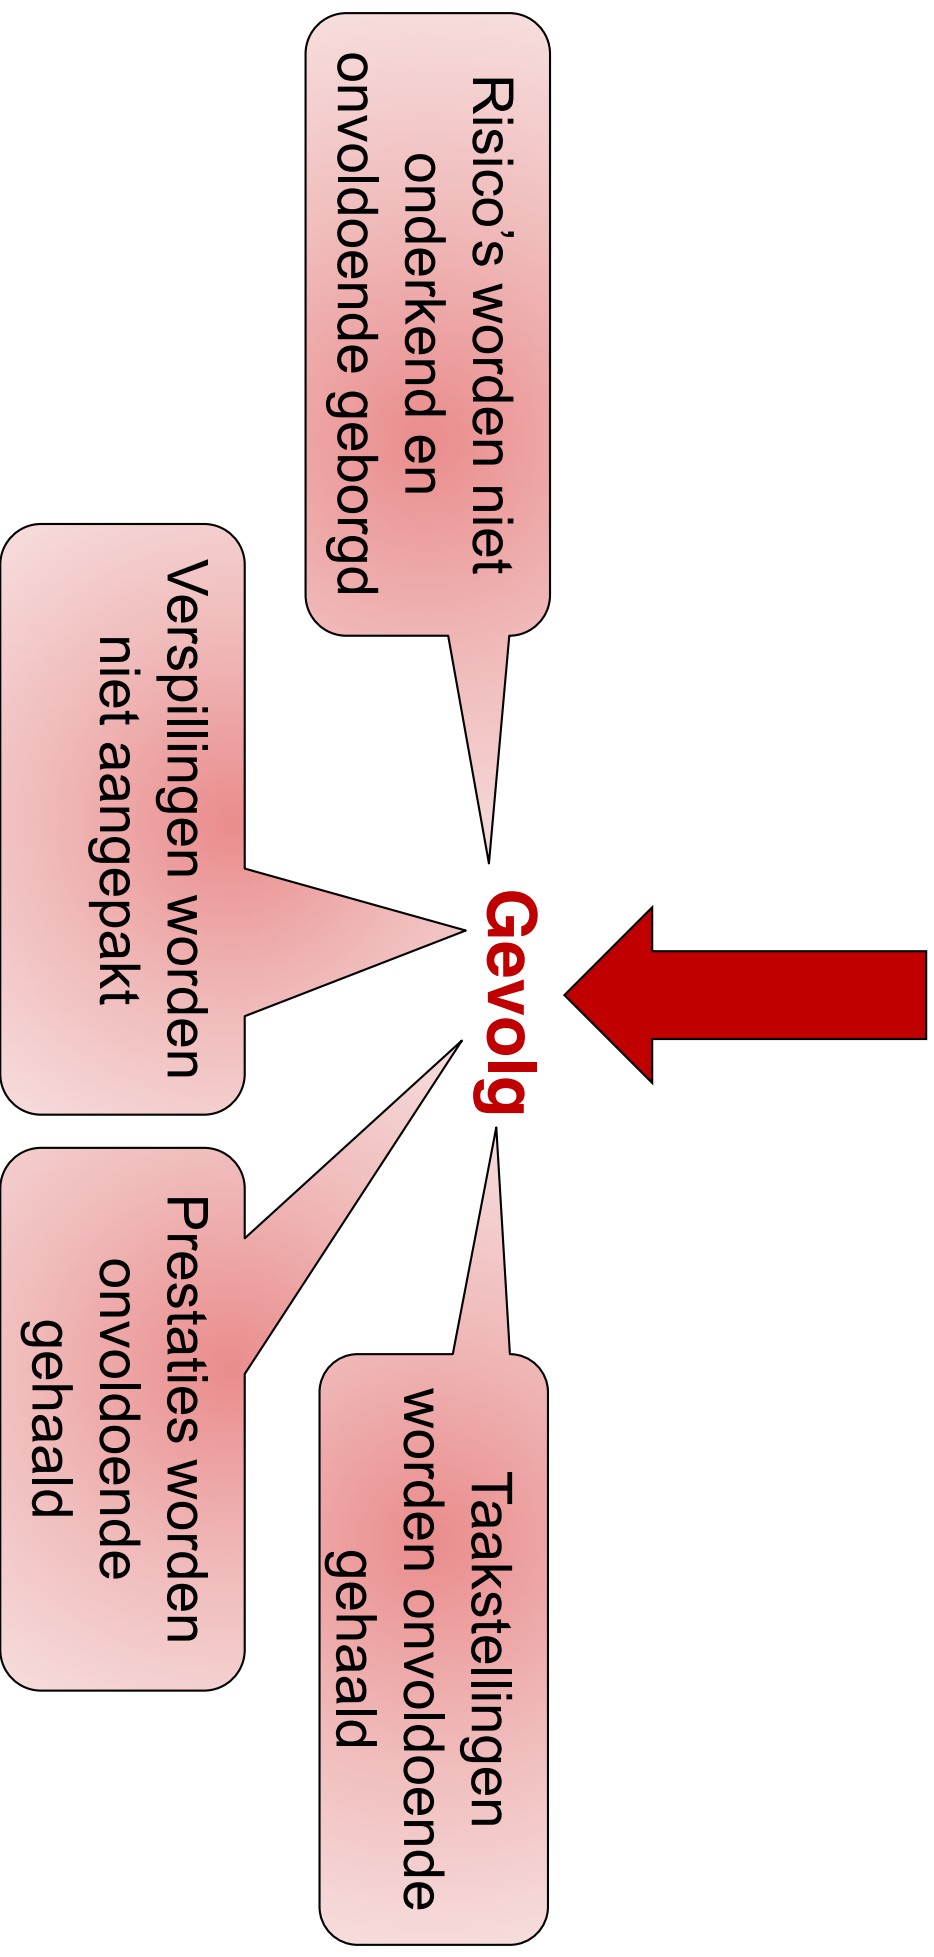 Gevolg
Risico’s worden niet
onderkend en
onvoldoende geborgd
Verspillingen worden
niet aangepakt
Prestaties worden
onvoldoende
gehaald
Taakstellingen
worden onvoldoende
gehaald